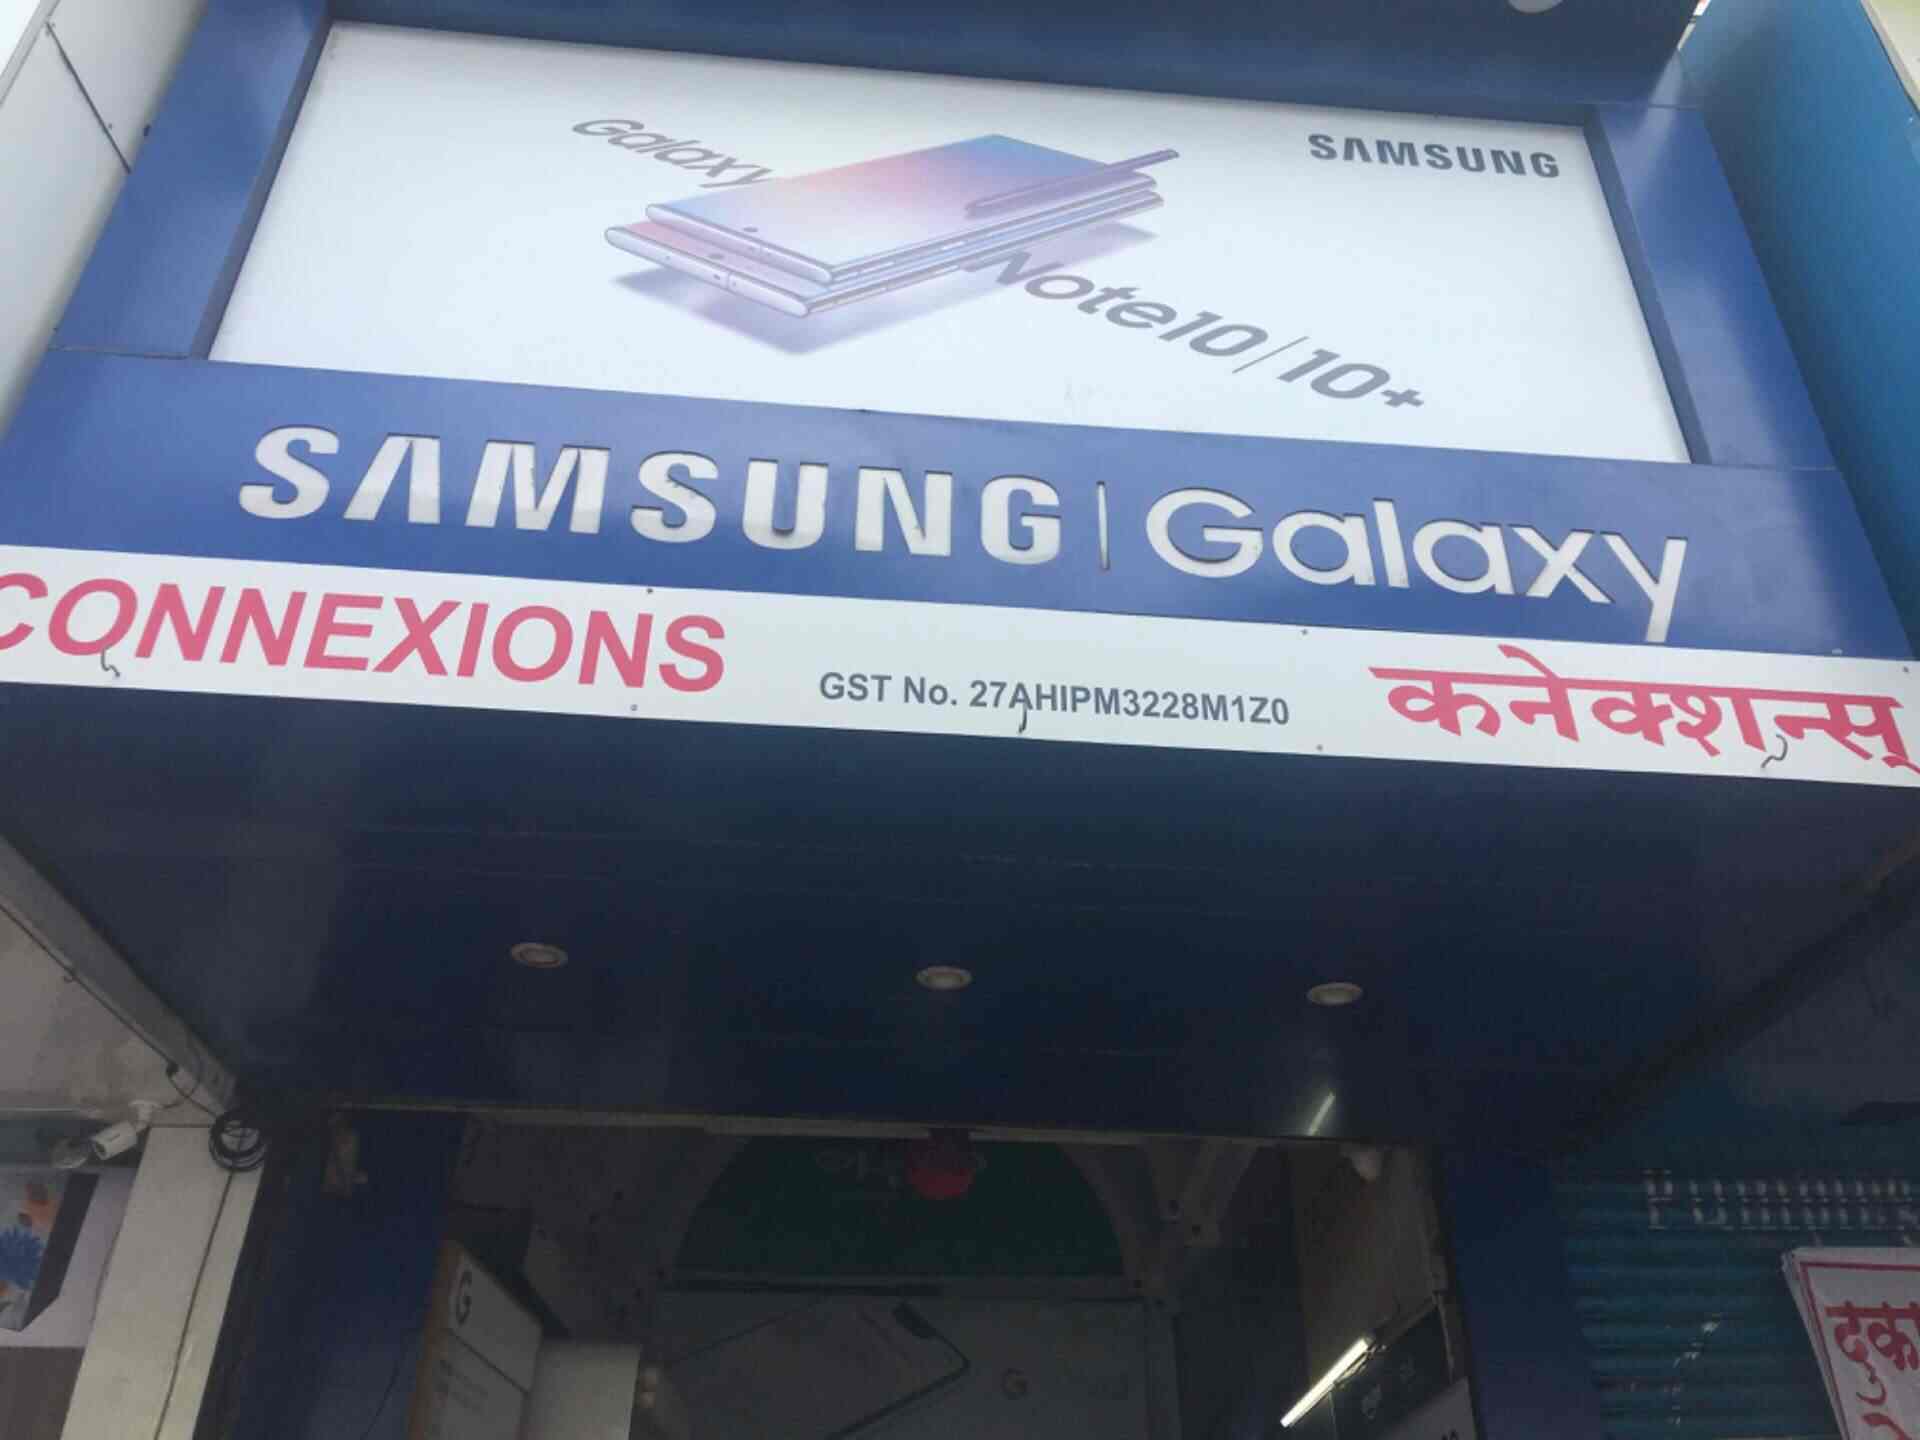 SAMSUNG
Galaxy
Note10/10+
SAMSUNG | Galaxy
CONNEXIONS
GST No. 27AHIPM3228M1Z0
कनेक्शन्स्
G
G